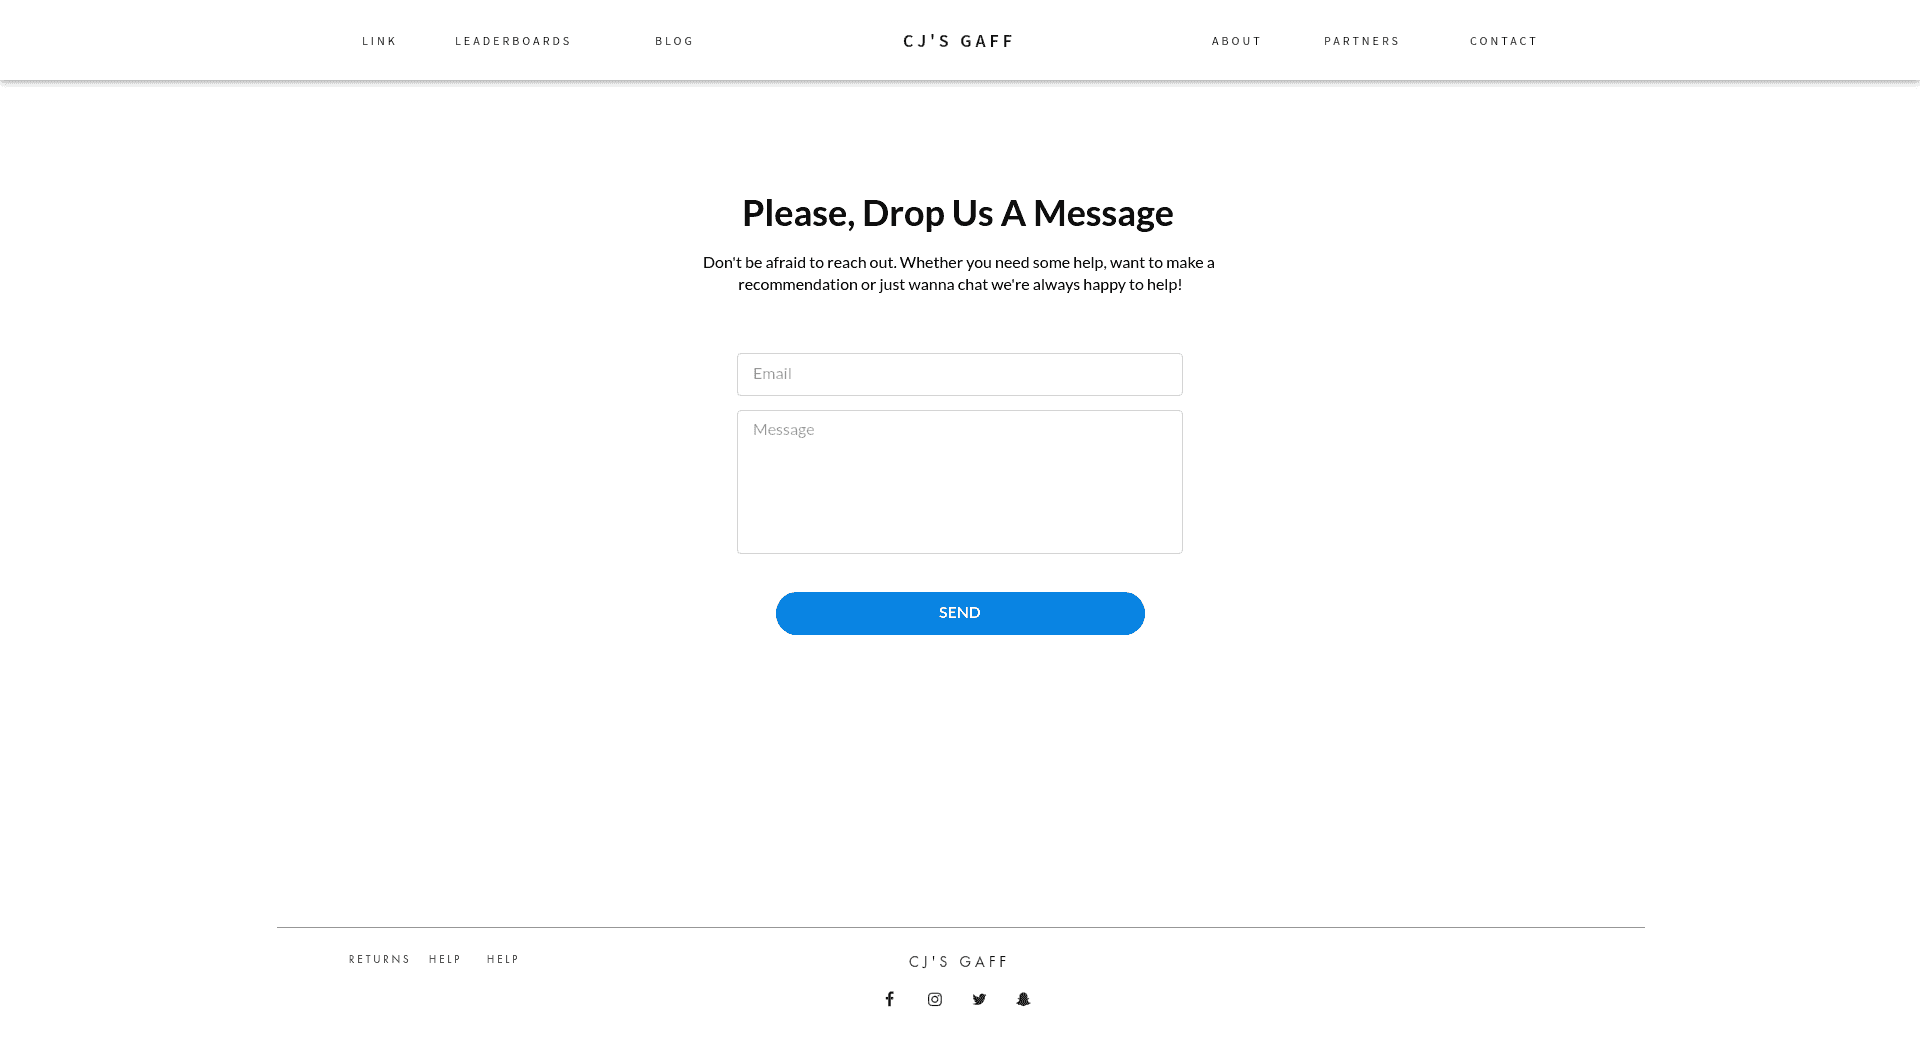 LINK LEADERBOARDS BLOG CJ'S GAFF ABOUT PARTNERS CONTACT
Please, Drop Us A Message
Don't be afraid to reach out. Whether you need some help, want to make a
recommendation or just wanna chat we're always happy to help!
Email
Message
SEND
RETURNS HELP HELP CJ'S GAFF